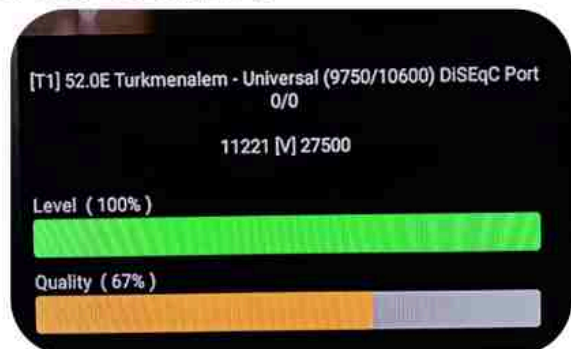 [T1] 52.0E Turkmenalem - Universal (9750/10600) DiSEqC Port
0/0
11221 [V] 27500
Level ( 100% )
Quality ( 67% )